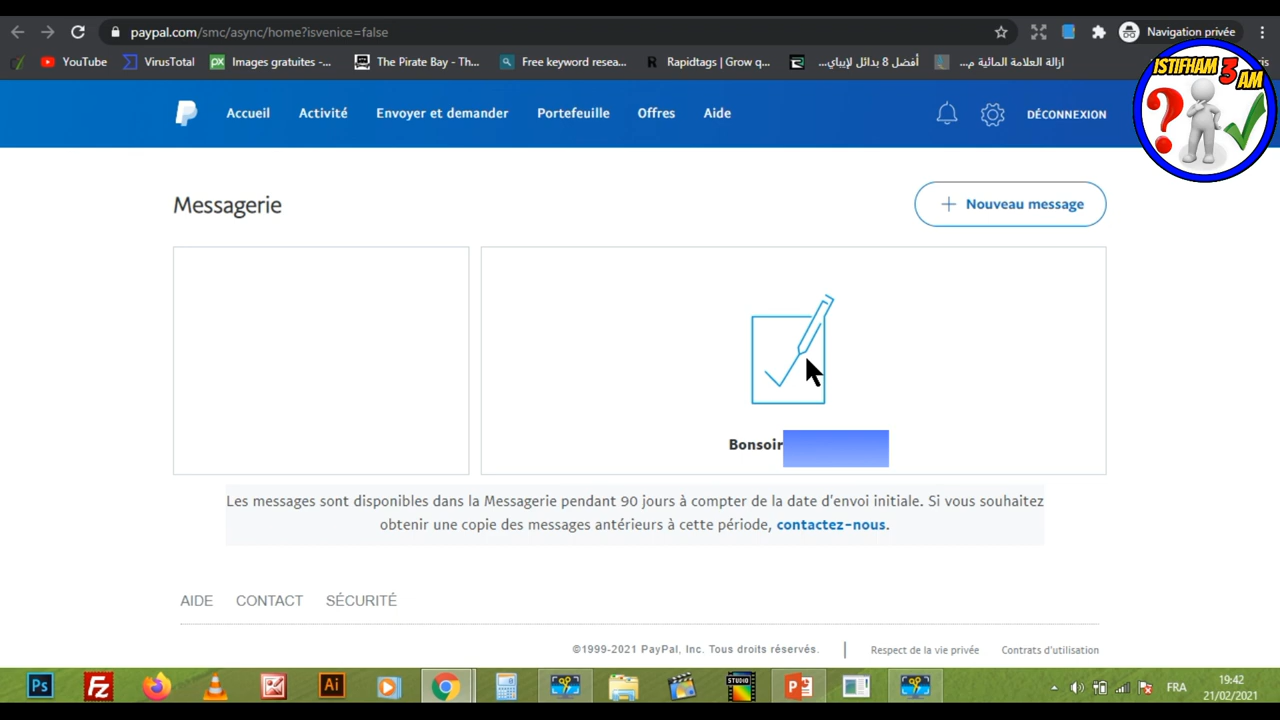 paypal.com/smc/async/home?isvenice=false
Navigation privée
YouTube
VirusTotal
Images gratuites -...
The Pirate Bay - Th...
Free keyword resea...
Rapidtags | Grow q...
أفضل 8 بدائل لإيباي...
ازالة العلامة المائية م...
ISTIFHAM 3 AM
Accueil
Activité
Envoyer et demander
Portefeuille
Offres
Aide
DÉCONNEXION
Messagerie
Nouveau message
Bonsoir
Les messages sont disponibles dans la Messagerie pendant 90 jours à compter de la date d'envoi initiale. Si vous souhaitez
obtenir une copie des messages antérieurs à cette période, contactez-nous.
AIDE
CONTACT
SÉCURITÉ
©1999-2021 PayPal, Inc. Tous droits réservés.
Respect de la vie privée
Contrats d'utilisation
Ps
Fz
Ai
STUDIO
FRA
19:42
21/02/2021